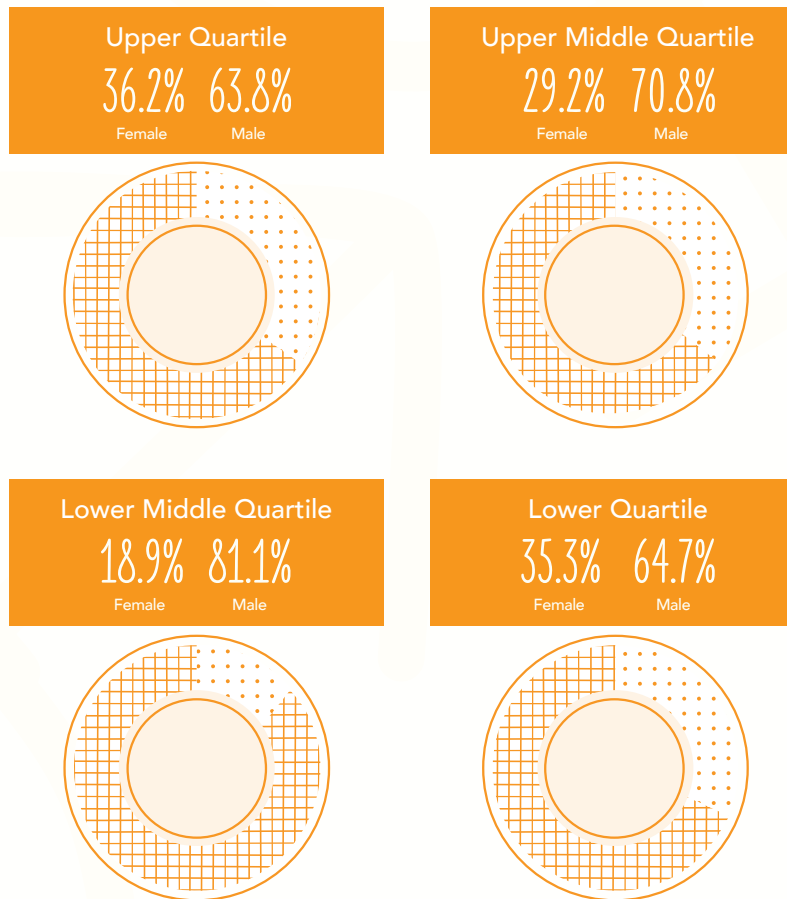 Upper Quartile
36.2% 63.8%
Female Male
Upper Middle Quartile
29.2% 70.8%
Female Male
Lower Middle Quartile
18.9% 81.1%
Female Male
Lower Quartile
35.3% 64.7%
Female Male